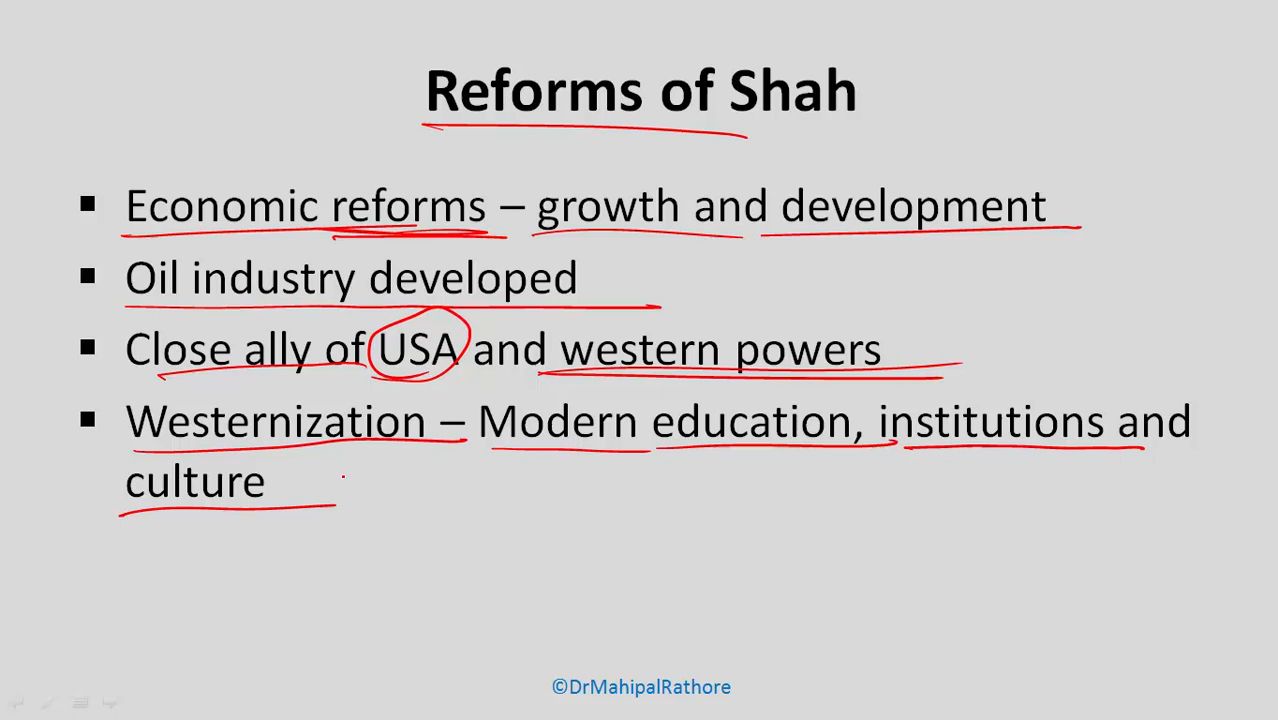 Reforms of Shah
▪ Economic reforms – growth and development
▪ Oil industry developed
▪ Close ally of USA and western powers
▪ Westernization – Modern education, institutions and
culture
©DrMahipalRathore